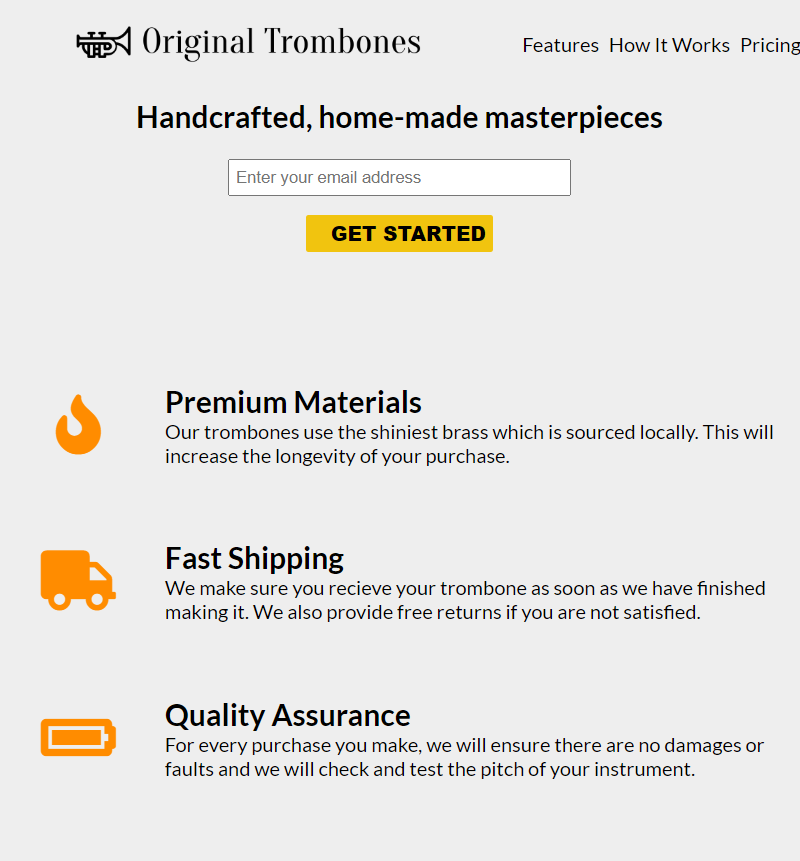 Original Trombones
Features How It Works Pricing
Handcrafted, home-made masterpieces
Enter your email address
GET STARTED
Premium Materials
Our trombones use the shiniest brass which is sourced locally. This will
increase the longevity of your purchase.
Fast Shipping
We make sure you recieve your trombone as soon as we have finished
making it. We also provide free returns if you are not satisfied.
Quality Assurance
For every purchase you make, we will ensure there are no damages or
faults and we will check and test the pitch of your instrument.